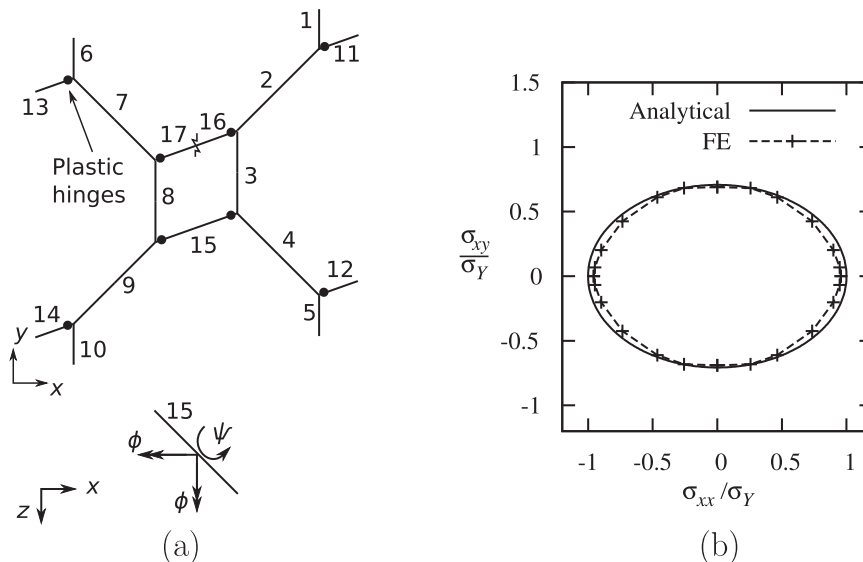 1
6
11
2
13
7
17
16
Plastic
hinges
8
3
15
4
9
12
14
5
10
y
x
15
ϕ
ψ
ϕ
x
z
(a)
1.5
1
0.5
0
-0.5
-1
σxy
σY
Analytical
FE
-1 -0.5 0 0.5 1
σxx/σY
(b)